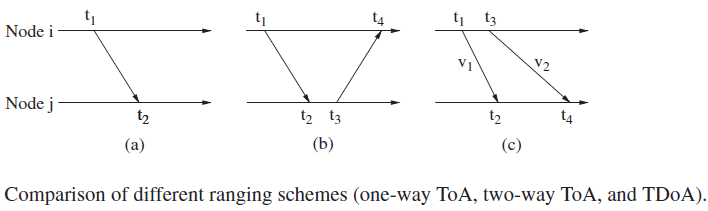 t1 t1 t4 t1 t3
Node i
v1 v2
Node j
t2 t2 t3 t2 t4
(a) (b) (c)
Comparison of different ranging schemes (one-way ToA, two-way ToA, and TDoA).